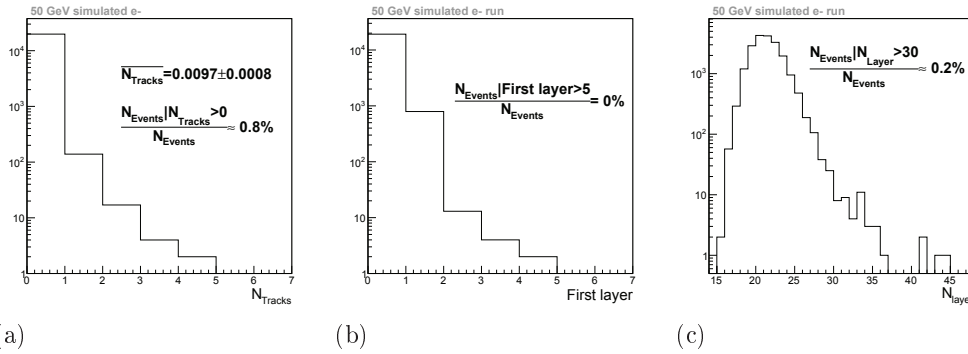 50 GeV simulated e-
N_Tracks=0.0097±0.0008
N_Events|N_Tracks>0
N_Events
≈ 0.8%
10^4
10^3
10^2
10
1
0 1 2 3 4 5 6 7
N_Tracks
(a)
50 GeV simulated e- run
N_Events|First layer>5
N_Events
= 0%
10^4
10^3
10^2
10
1
0 1 2 3 4 5 6 7
First layer
(b)
50 GeV simulated e- run
N_Events|N_Layer>30
N_Events
≈ 0.2%
10^3
10^2
10
1
15 20 25 30 35 40 45
N_laye
(c)